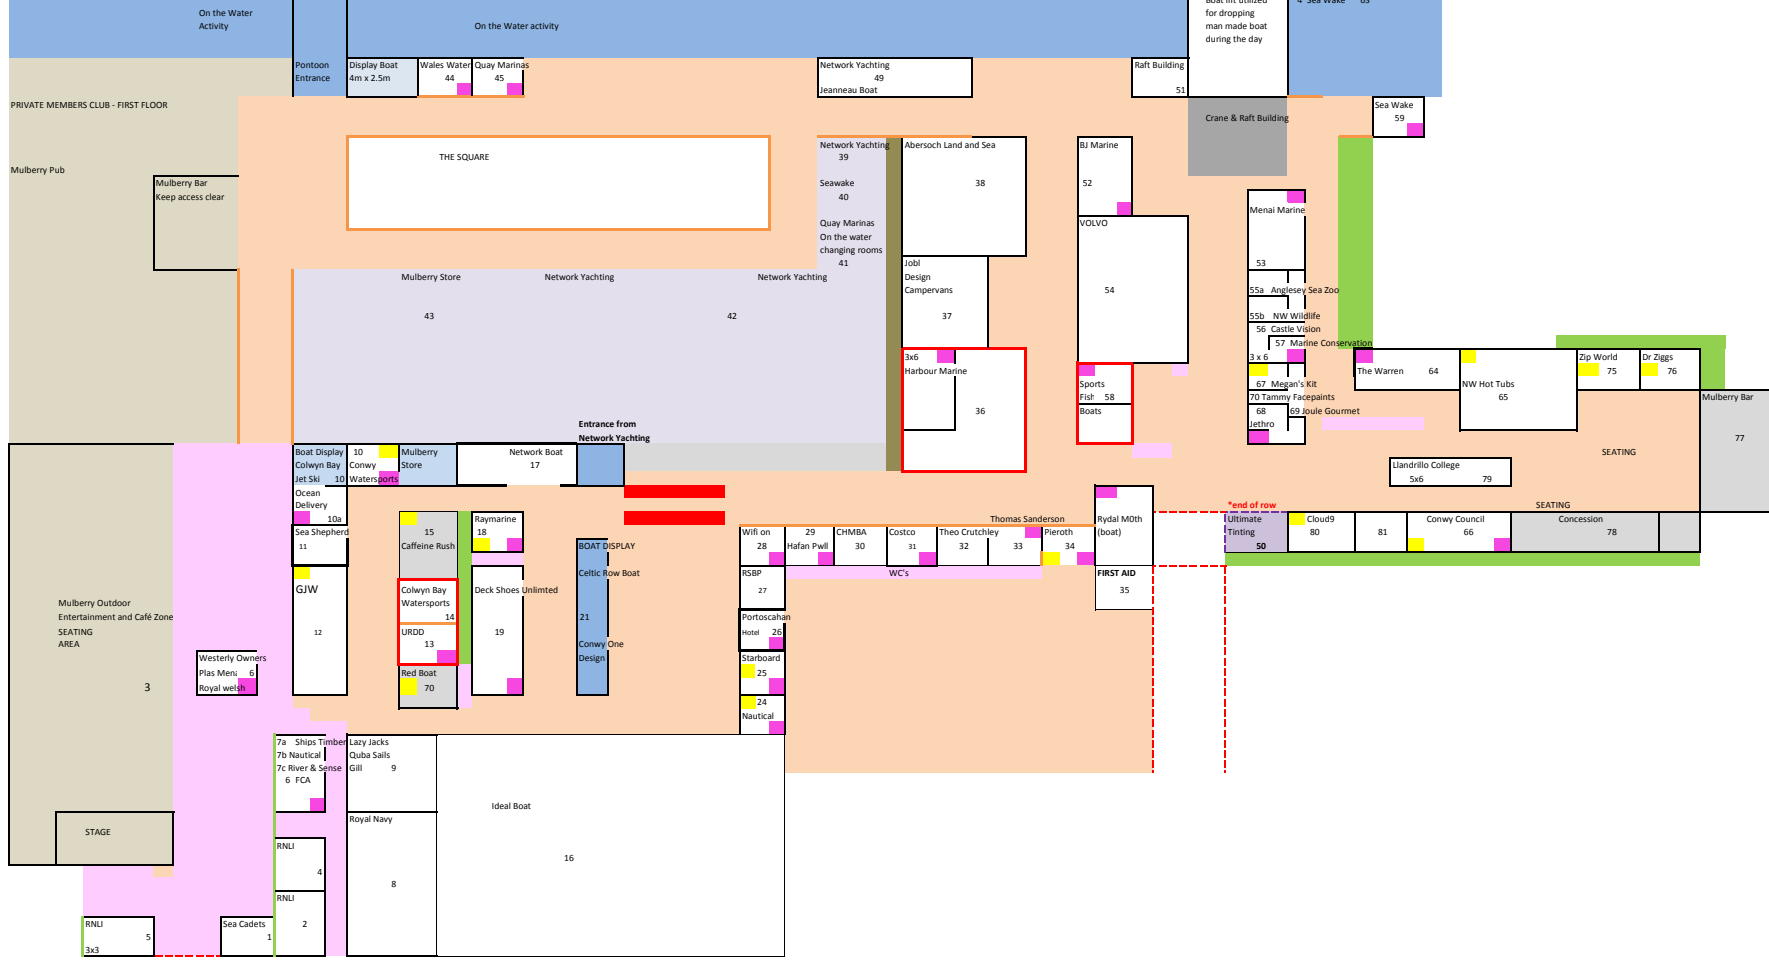 On the Water
Activity
On the Water activity
Boat lift utilized
for dropping
man made boat
during the day
4 Sea Wake 63
Pontoon
Entrance
Display Boat
4m x 2.5m
Wales Water
44
Quay Marinas
45
Network Yachting
49
Jeanneau Boat
Raft Building
51
PRIVATE MEMBERS CLUB - FIRST FLOOR
Crane & Raft Building
Sea Wake
59
Mulberry Pub
Mulberry Bar
Keep access clear
THE SQUARE
Network Yachting
39
Seawake
40
Quay Marinas
On the water
changing rooms
41
Abersoch Land and Sea
38
BJ Marine
52
Menai Marine
53
VOLVO
54
Jobl
Design
Campervans
37
Mulberry Store
43
Network Yachting
Network Yachting
42
55a Anglesey Sea Zoo
55b NW Wildlife
56 Castle Vision
57 Marine Conservation
3 x 6
67 Megan's Kit
70 Tammy Facepaints
68
69 Joule Gourmet
Jethro
3x6
Harbour Marine
36
Sports
Fish 58
Boats
The Warren 64
NW Hot Tubs
65
Zip World
75
Dr Ziggs
76
Mulberry Bar
77
SEATING
Llandrillo College
5x6 79
SEATING
Entrance from
Network Yachting
Boat Display
Colwyn Bay
Jet Ski 10
10
Conwy
Watersports
Mulberry
Store
Network Boat
17
Ocean
Delivery
10a
Sea Shepherd
11
15
Caffeine Rush
Raymarine
18
BOAT DISPLAY
Celtic Row Boat
21
Conwy One
Design
Thomas Sanderson
Wifi on
28
29
Hafan Pwll
CHMBA
30
Costco
31
Theo Crutchley
32
33
Pieroth
34
WC's
Rydal M0th
(boat)
FIRST AID
35
*end of row
Ultimate
Tinting
50
Cloud9
80
81
Conwy Council
66
Concession
78
GJW
12
Colwyn Bay
Watersports
14
URDD
13
Red Boat
70
Deck Shoes Unlimted
19
RSBP
27
Portoscahan
Hotel 26
Starboard
25
24
Nautical
Mulberry Outdoor
Entertainment and Café Zone
SEATING
AREA
3
Westerly Owners
Plas Mena 6
Royal welsh
7a Ships Timber
7b Nautical
7c River & Sense
6 FCA
Lazy Jacks
Quba Sails
Gill 9
Ideal Boat
16
Royal Navy
8
STAGE
RNLI
4
RNLI
2
RNLI
5
3x3
Sea Cadets
1